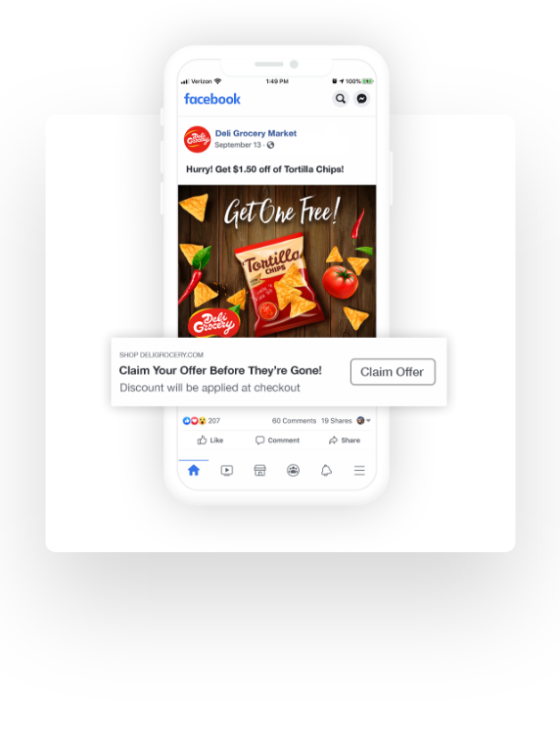 Verizon 1:49 PM 100%
facebook
Deli Grocery Market
September 13 ·
Hurry! Get $1.50 off of Tortilla Chips!
Get One Free!
Tortilla
CHIPS
Deli
Grocery
SHOP DELIGROCERY.COM
Claim Your Offer Before They're Gone!
Discount will be applied at checkout
Claim Offer
207 60 Comments 19 Shares
Like Comment Share